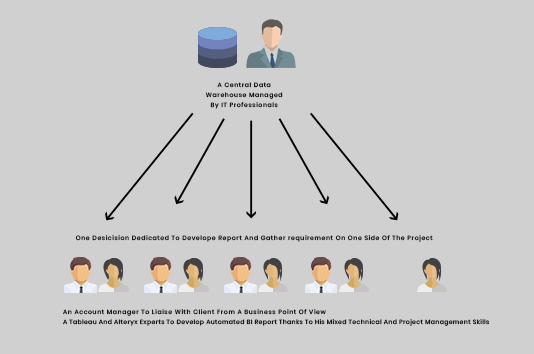 A Central Data
Warehouse Managed
By IT Professionals
One Desicision Dedicated To Develope Report And Gather requirement On One Side Of The Project
An Account Manager To Liaise With Client From A Business Point Of View
A Tableau And Alteryx Experts To Develop Automated BI Report Thanks To His Mixed Technical And Project Management Skills